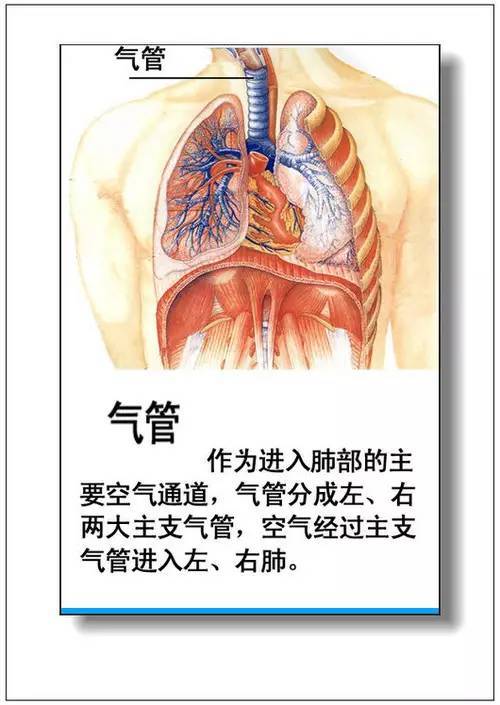 气管
气管
作为进入肺部的主
要空气通道，气管分成左、右
两大主支气管，空气经过主支
气管进入左、右肺。